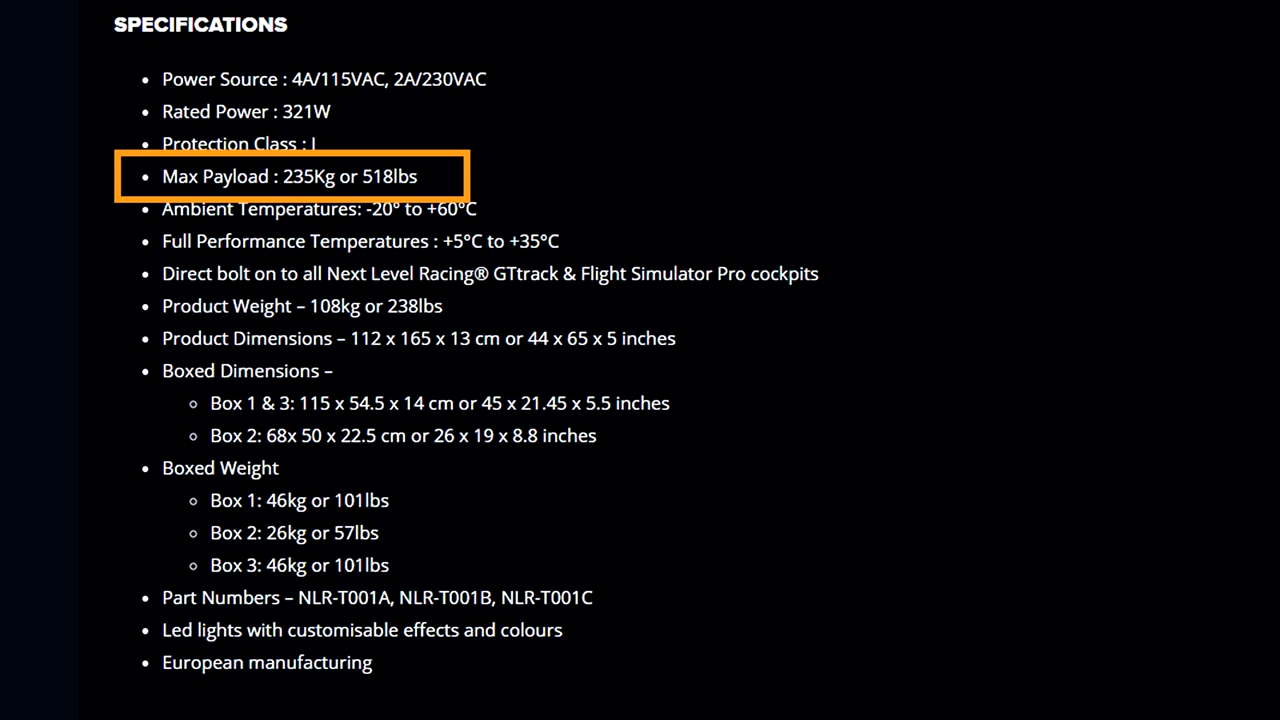 SPECIFICATIONS
Power Source : 4A/115VAC, 2A/230VAC
Rated Power : 321W
Protection Class : I
Max Payload : 235Kg or 518lbs
Ambient Temperatures: -20° to +60°C
Full Performance Temperatures : +5°C to +35°C
Direct bolt on to all Next Level Racing® GTtrack & Flight Simulator Pro cockpits
Product Weight – 108kg or 238lbs
Product Dimensions – 112 x 165 x 13 cm or 44 x 65 x 5 inches
Boxed Dimensions –
Box 1 & 3: 115 x 54.5 x 14 cm or 45 x 21.45 x 5.5 inches
Box 2: 68x 50 x 22.5 cm or 26 x 19 x 8.8 inches
Boxed Weight
Box 1: 46kg or 101lbs
Box 2: 26kg or 57lbs
Box 3: 46kg or 101lbs
Part Numbers – NLR-T001A, NLR-T001B, NLR-T001C
Led lights with customisable effects and colours
European manufacturing